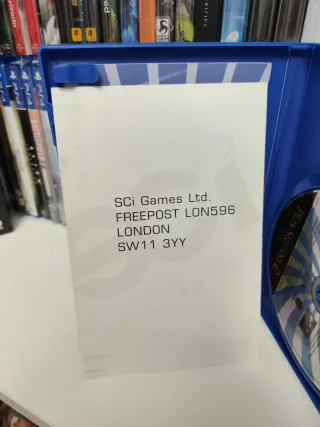 SCi Games Ltd.
FREEPOST LON596
LONDON
SW11 3YY